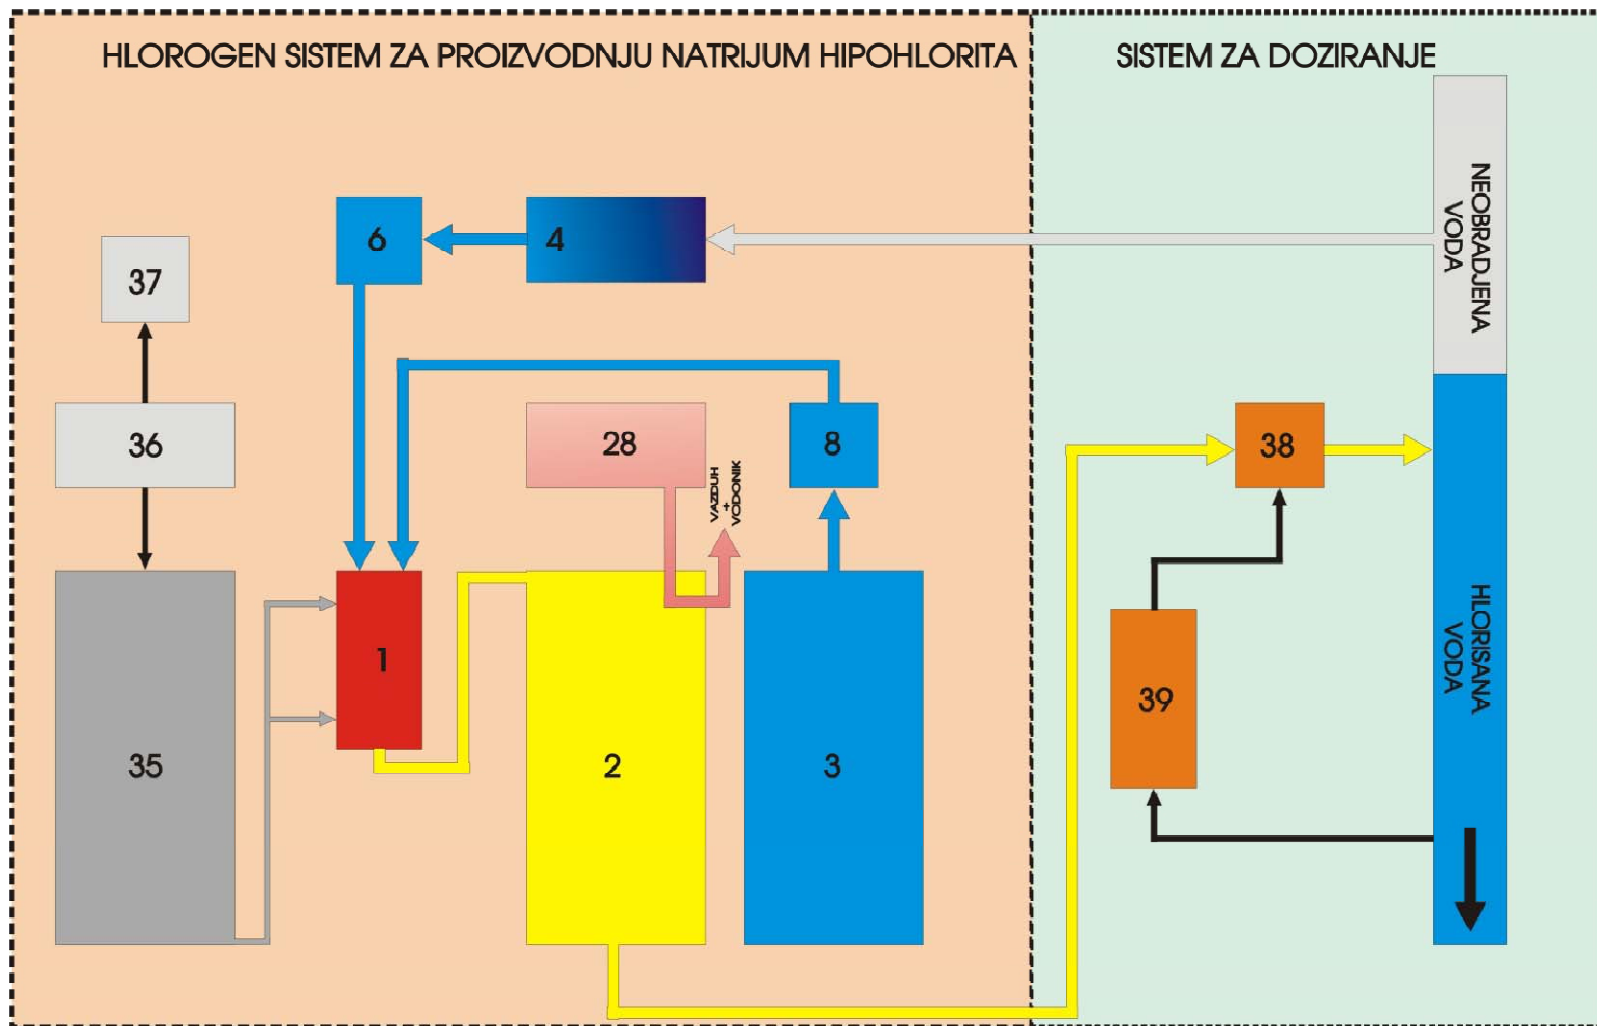 HLOROGEN SISTEM ZA PROIZVODNJU NATRIJUM HIPOHLORITA
SISTEM ZA DOZIRANJE
NEOBRADJENA
VODA
6
4
37
36
28
8
38
VAZDUH
+
VODONIK
1
35
2
3
39
HLORISANA
VODA